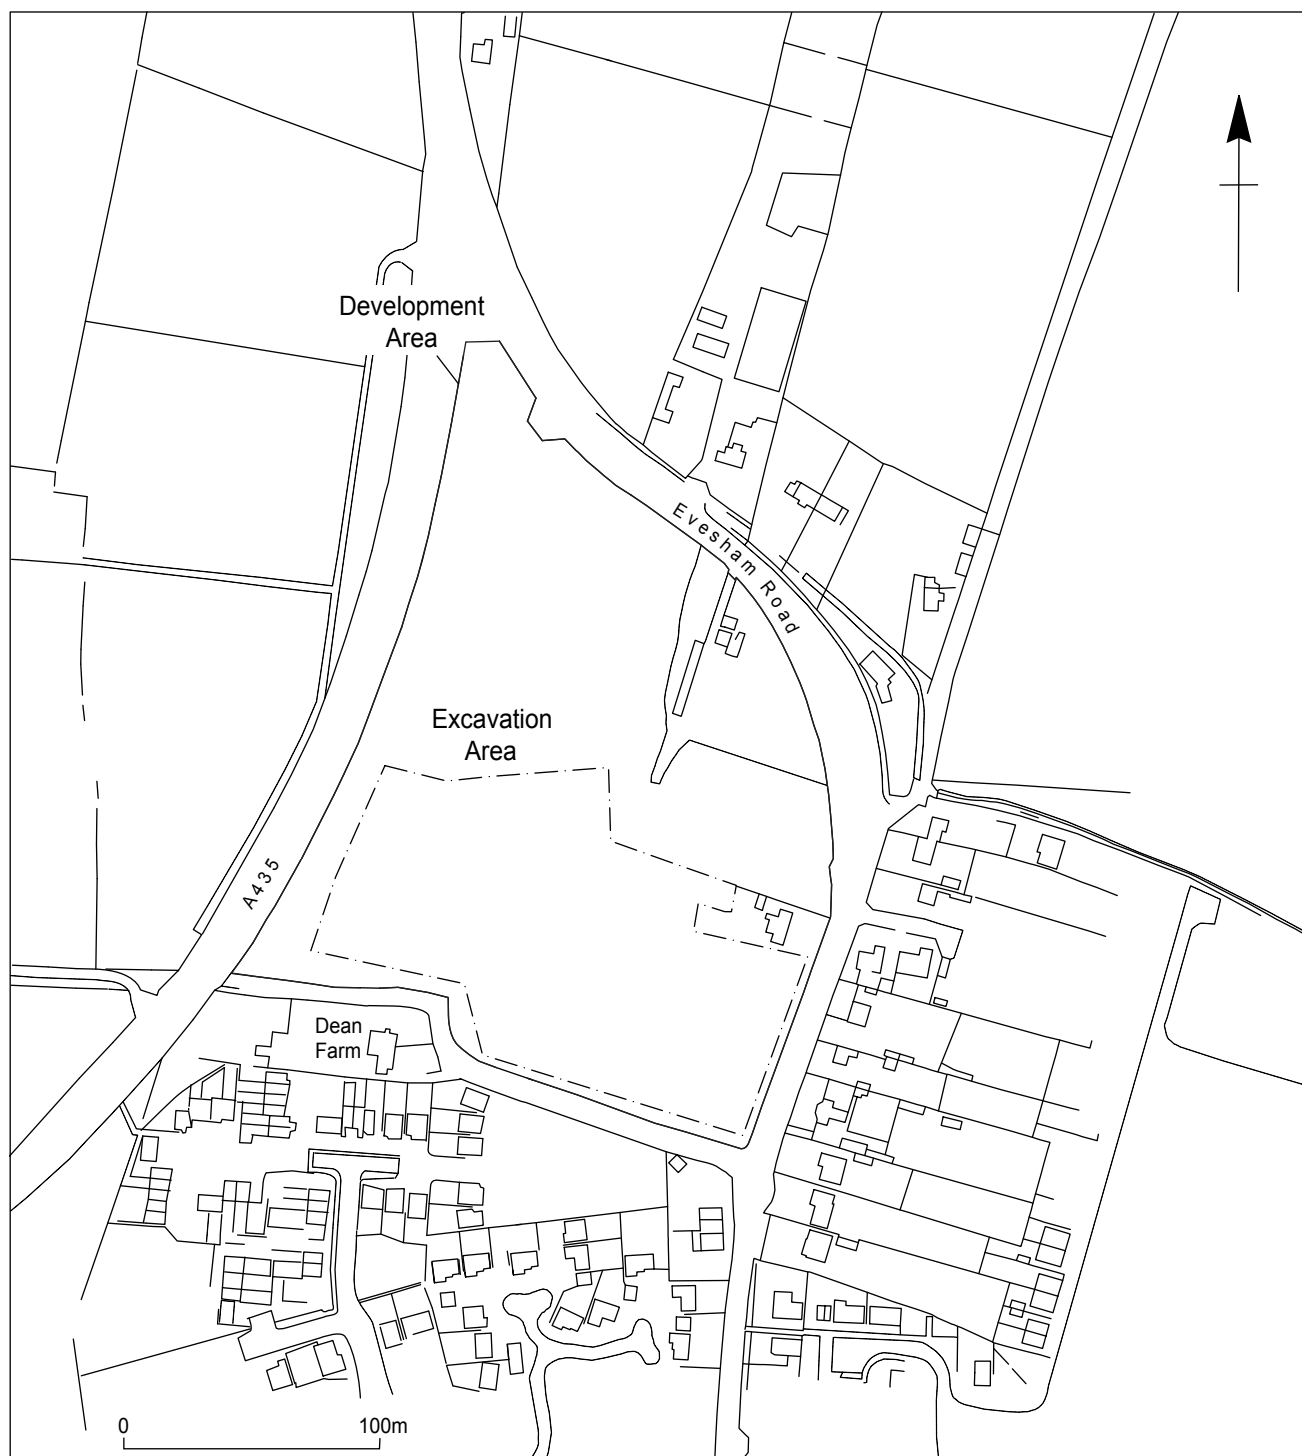 Development
Area
Evesham Road
Excavation
Area
A435
Dean
Farm
0 100m